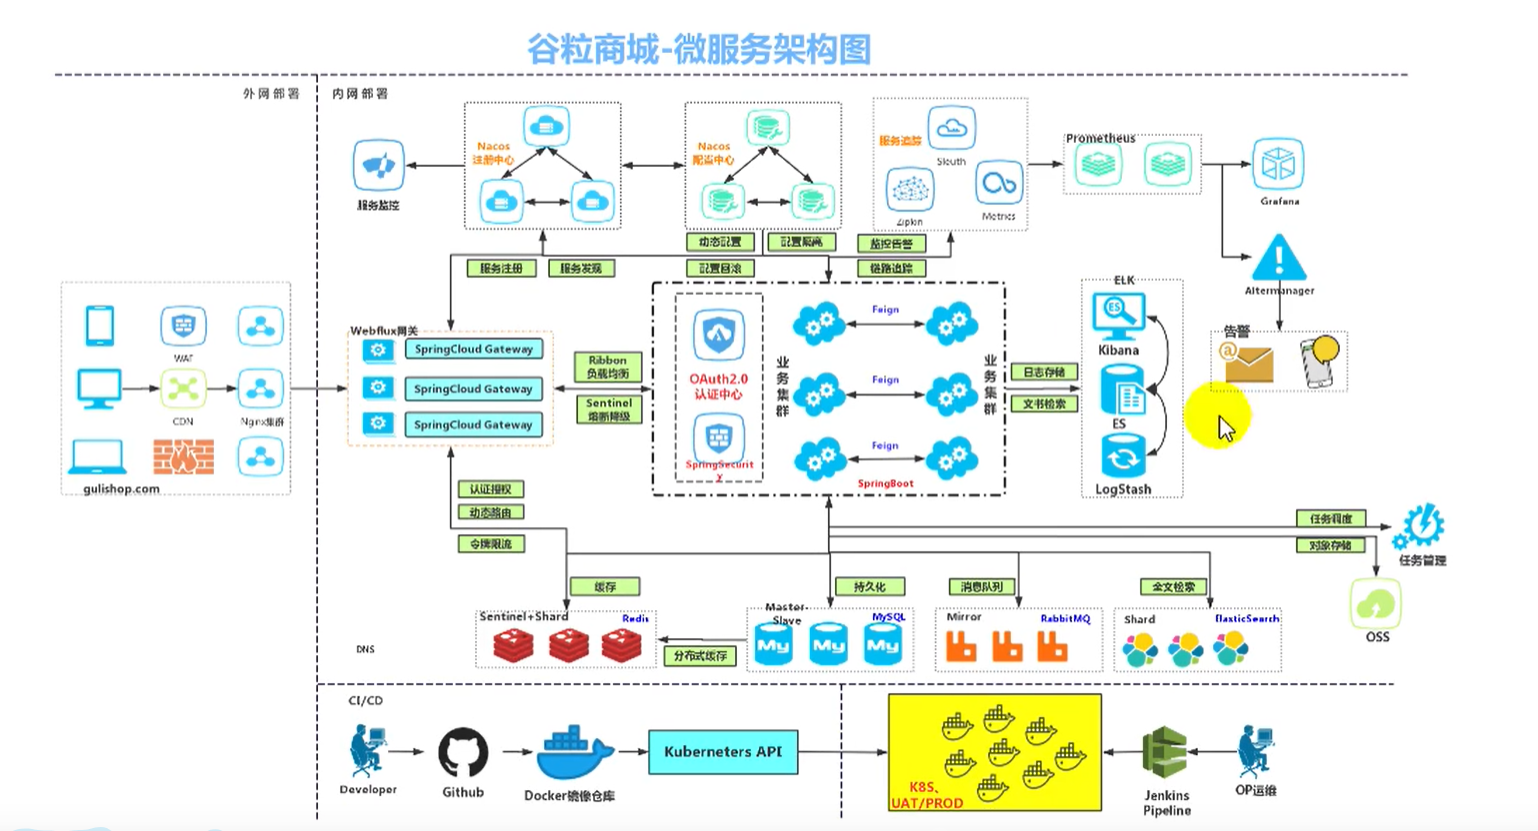 谷粒商城-微服务架构图
外网部署
内网部署
Nacos
注册中心
服务监控
Nacos
配置中心
服务追踪
Sleuth
Zipkin
Metrics
Prometheus
Grafana
Altermanager
告警
服务注册
服务发现
动态配置
配置隔离
配置回滚
监控告警
链路追踪
WAF
CDN
Nginx集群
gulishop.com
Webflux网关
SpringCloud Gateway
SpringCloud Gateway
SpringCloud Gateway
Ribbon
负载均衡
Sentinel
熔断降级
OAuth2.0
认证中心
SpringSecurit
y
业务集群
Feign
Feign
Feign
业务集群
SpringBoot
日志存储
文书检索
ELK
Kibana
ES
ES
LogStash
认证授权
动态路由
令牌限流
任务调度
对象存储
任务管理
OSS
缓存
持久化
消息队列
全文检索
Sentinel+Shard
Redis
分布式缓存
Master-
Slave
MySQL
My
My
My
Mirror
RabbitMQ
Shard
ElasticSearch
DNS
CI/CD
Developer
Github
Docker镜像仓库
Kuberneters API
K8S、
UAT/PROD
Jenkins
Pipeline
OP运维